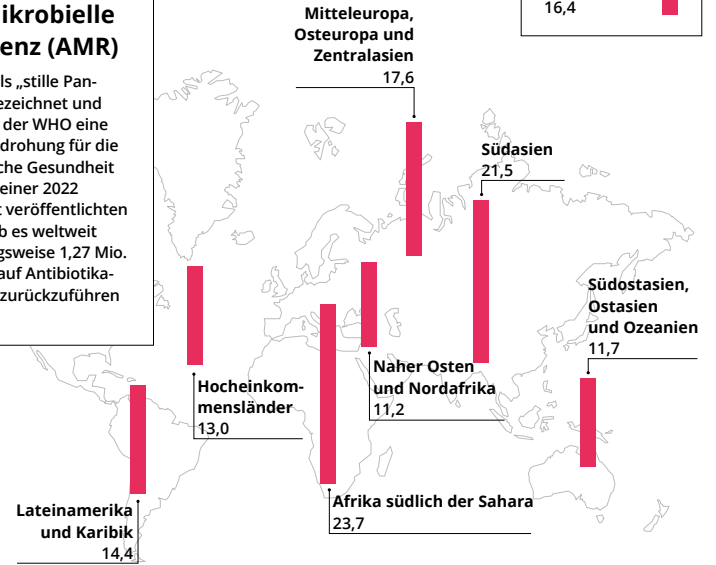 ikrobielle
enz (AMR)
ls „stille Pan-
ezeichnet und
der WHO eine
drohung für die
che Gesundheit
einer 2022
t veröffentlichten
b es weltweit
gsweise 1,27 Mio.
auf Antibiotika-
zurückzuführen
16,4
Mitteleuropa,
Osteuropa und
Zentralasien
17,6
Südasien
21,5
Südostasien,
Ostasien
und Ozeanien
11,7
Naher Osten
und Nordafrika
11,2
Hocheinkom-
mensländer
13,0
Afrika südlich der Sahara
23,7
Lateinamerika
und Karibik
14,4